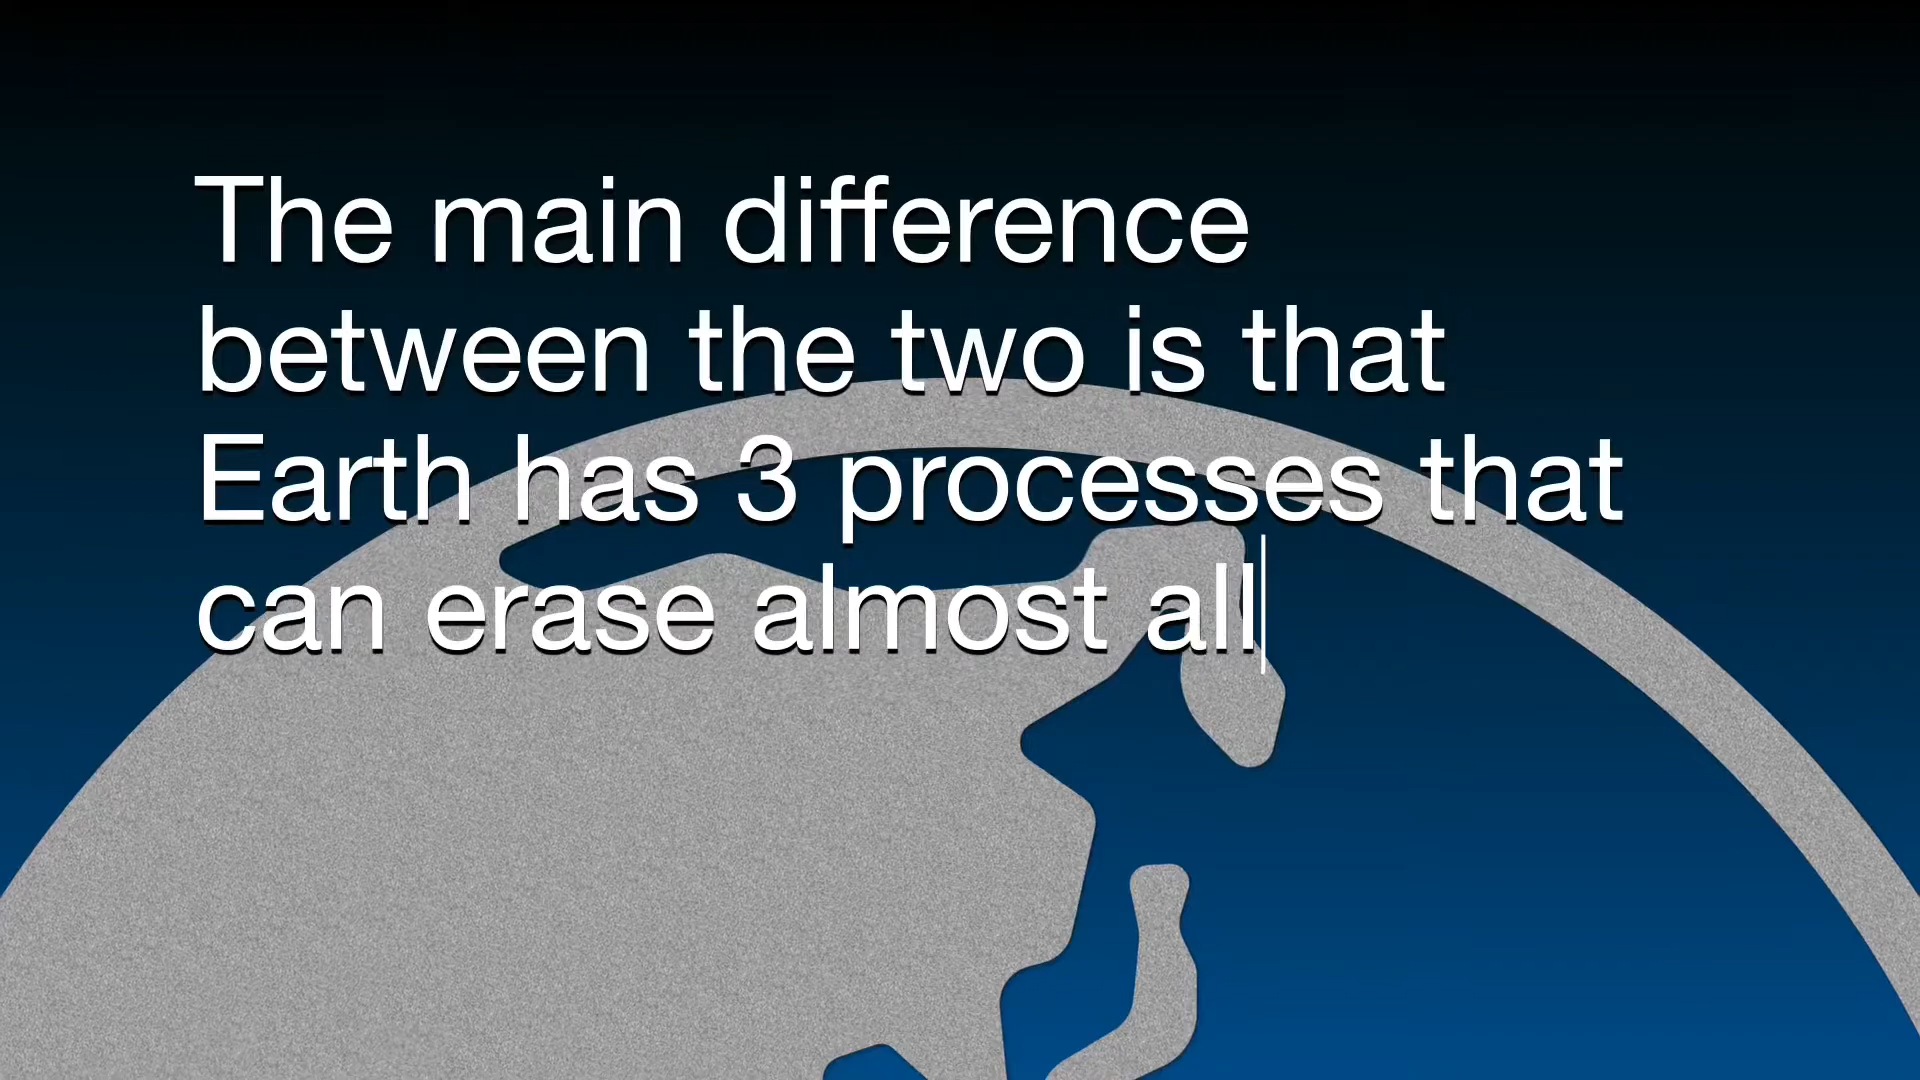 The main difference
between the two is that
Earth has 3 processes that
can erase almost all